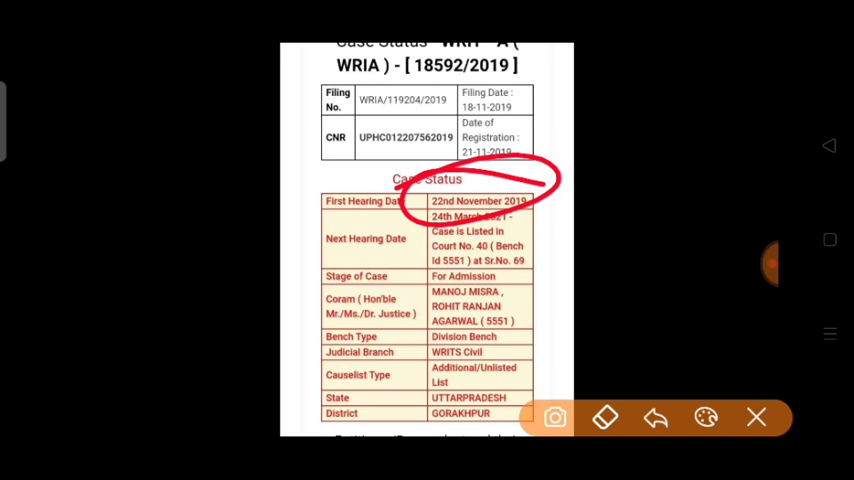 Case Status - WRIT - A (
WRIA ) - [ 18592/2019 ]
Filing No. WRIA/119204/2019 Filing Date : 18-11-2019
CNR UPHC012207562019 Date of Registration : 21-11-2019
Case Status
First Hearing Date 22nd November 2019
Next Hearing Date 24th March 2021 -
Case is Listed in
Court No. 40 ( Bench
Id 5551 ) at Sr.No. 69
Stage of Case For Admission
Coram ( Hon'ble Mr./Ms./Dr. Justice ) MANOJ MISRA ,
ROHIT RANJAN
AGARWAL ( 5551 )
Bench Type Division Bench
Judicial Branch WRITS Civil
Causelist Type Additional/Unlisted
List
State UTTARPRADESH
District GORAKHPUR